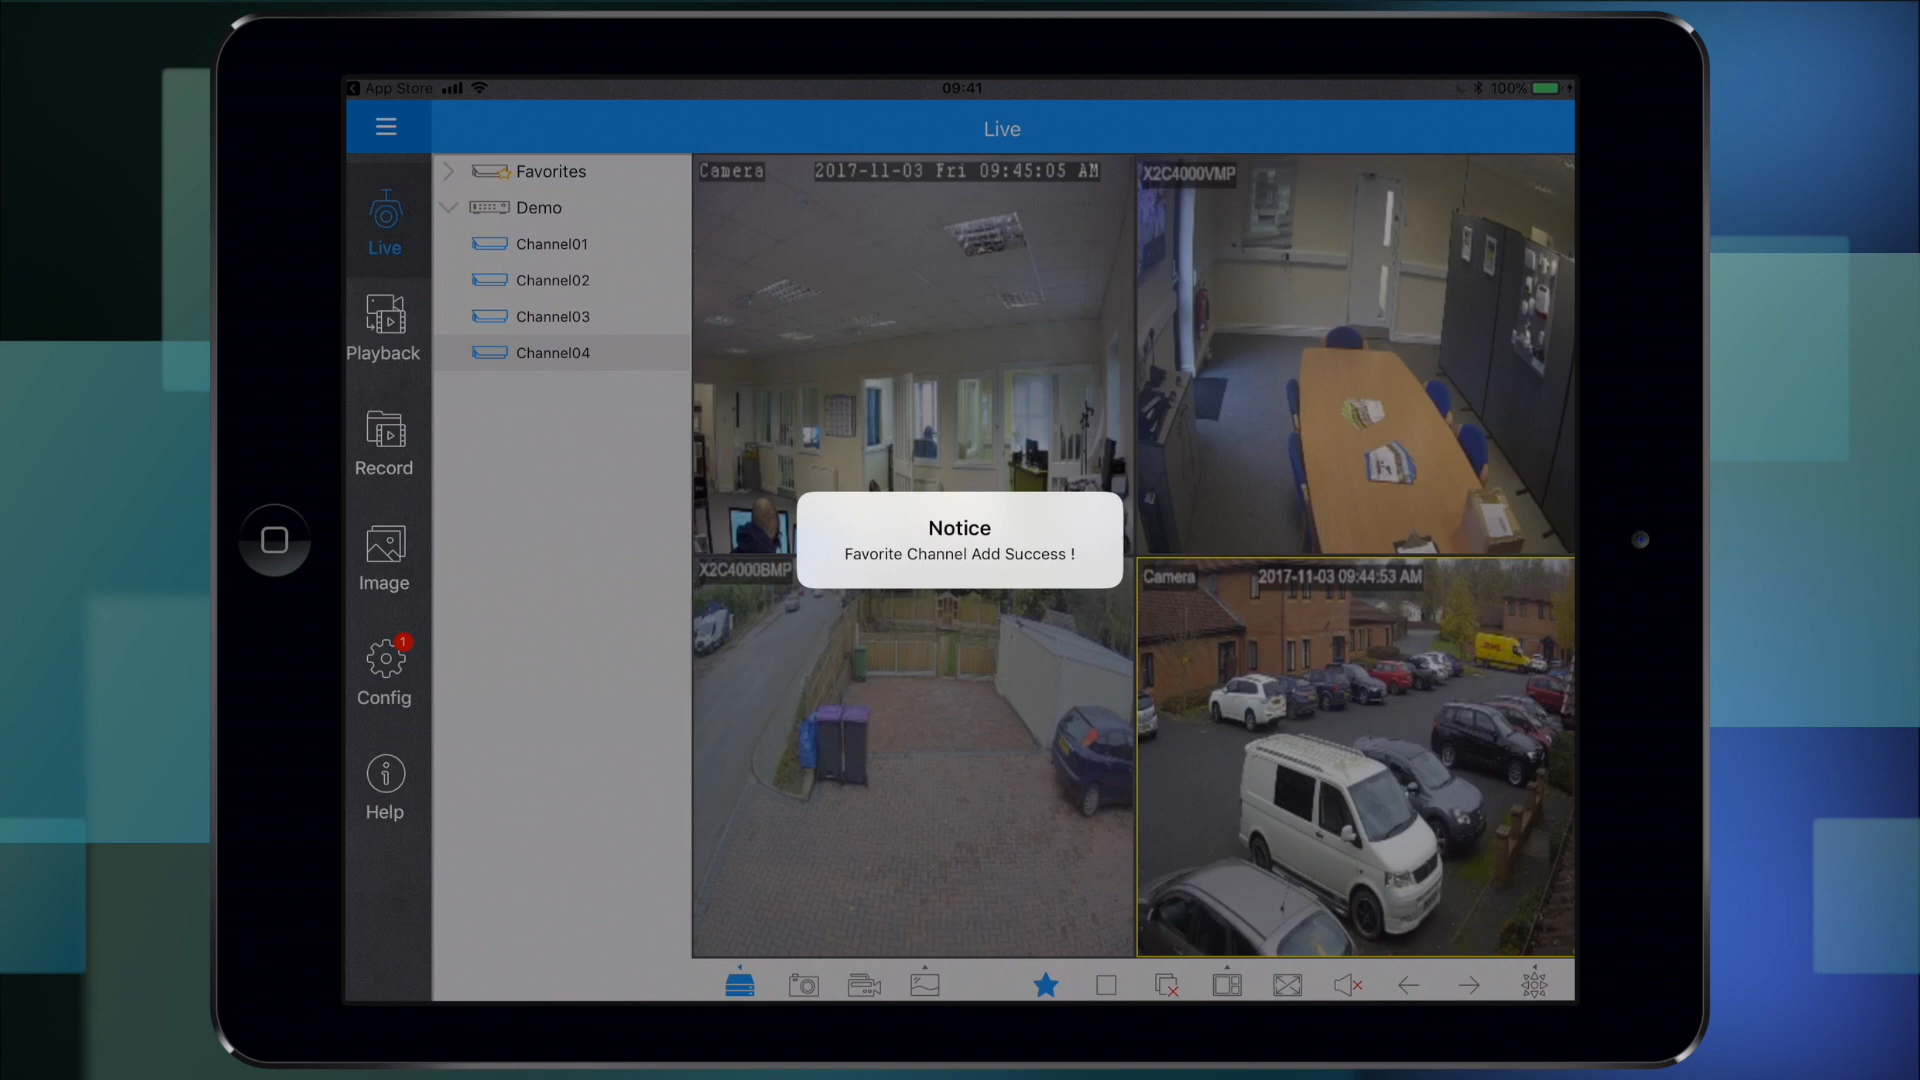 App Store
09:41
100%
Live
Live
Playback
Record
Image
Config
1
Help
Favorites
Demo
Channel01
Channel02
Channel03
Channel04
Camera 2017-11-03 Fri 09:45:05 AM
X2C4000VMP
X2C4000BMP
Camera 2017-11-03 09:44:53 AM
Notice
Favorite Channel Add Success !